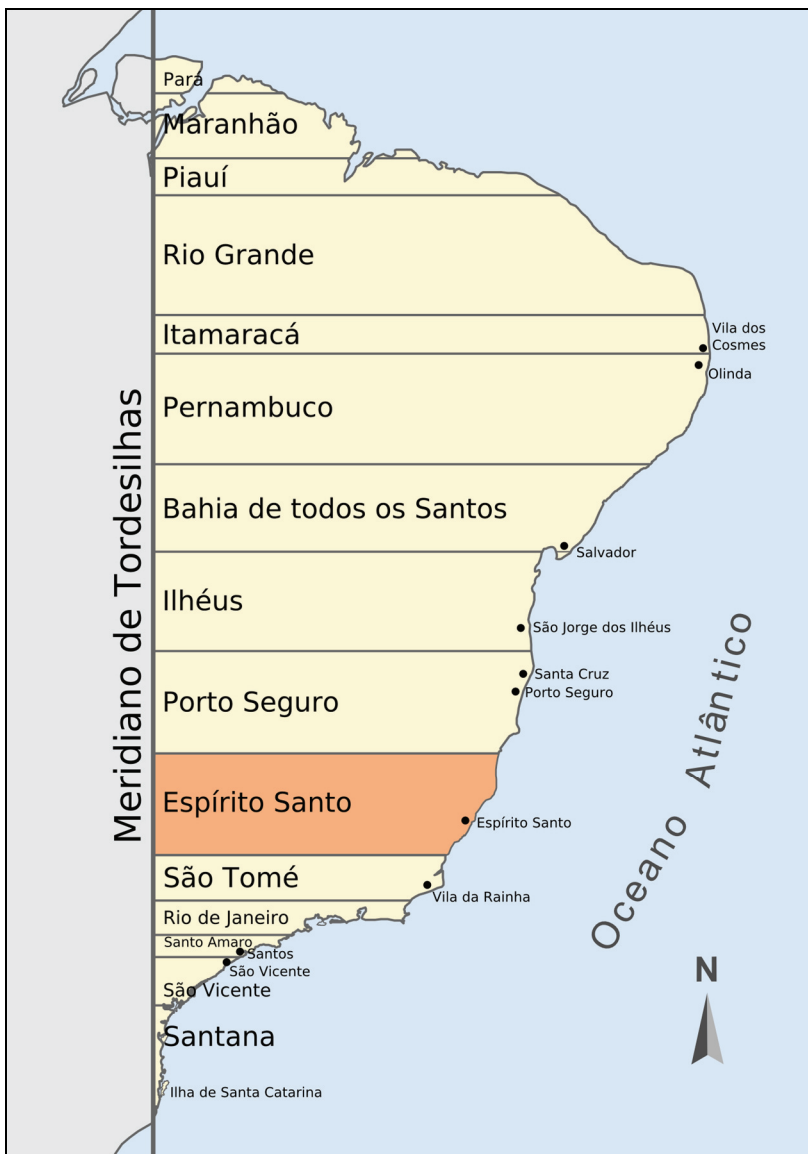 Pará
Maranhão
Piauí
Rio Grande
Itamaracá
Vila dos
Cosmes
Olinda
Pernambuco
Meridiano de Tordesilhas
Bahia de todos os Santos
Salvador
Ilhéus
São Jorge dos Ilhéus
Santa Cruz
Porto Seguro
Porto Seguro
Oceano Atlântico
Espírito Santo
Espírito Santo
São Tomé
Vila da Rainha
Rio de Janeiro
Santo Amaro
Santos
São Vicente
São Vicente
N
Santana
Ilha de Santa Catarina